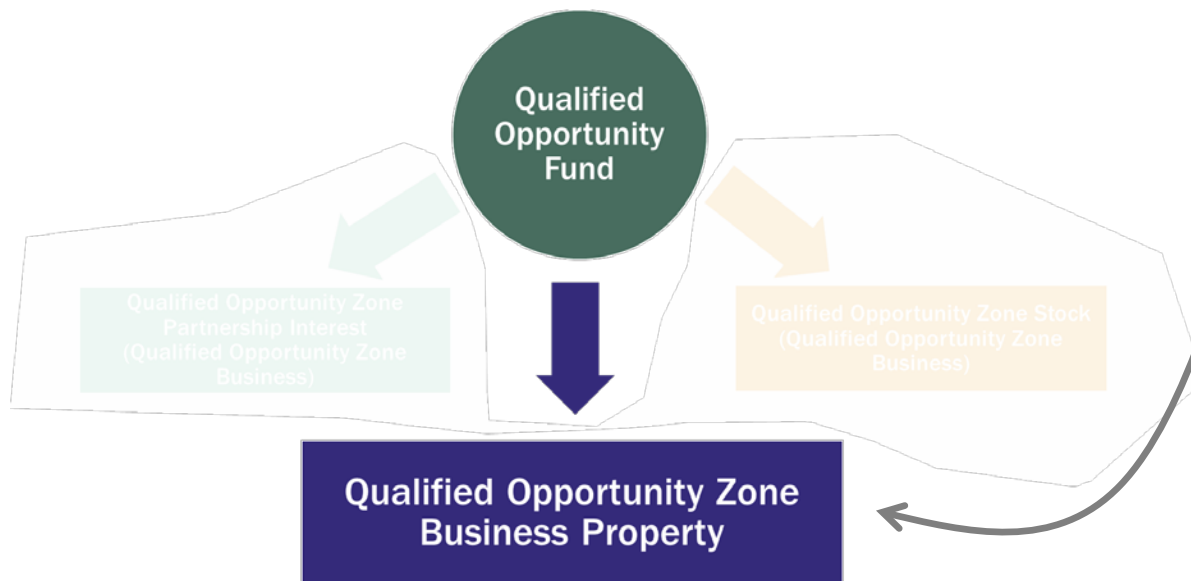 Qualified
Opportunity
Fund
Qualified Opportunity Zone
Partnership Interest
(Qualified Opportunity Zone
Business)
Qualified Opportunity Zone Stock
(Qualified Opportunity Zone
Business)
Qualified Opportunity Zone
Business Property